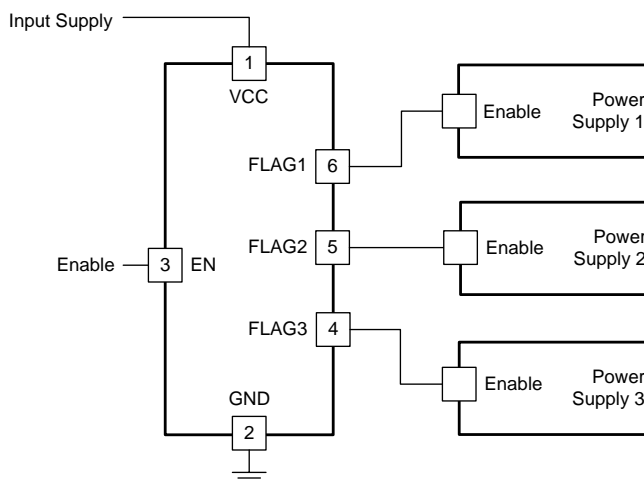 Input Supply
1
VCC
Power
Supply 1
Enable
FLAG1
6
FLAG2
5
Enable
Power
Supply 2
Enable
3
EN
FLAG3
4
Enable
Power
Supply 3
GND
2